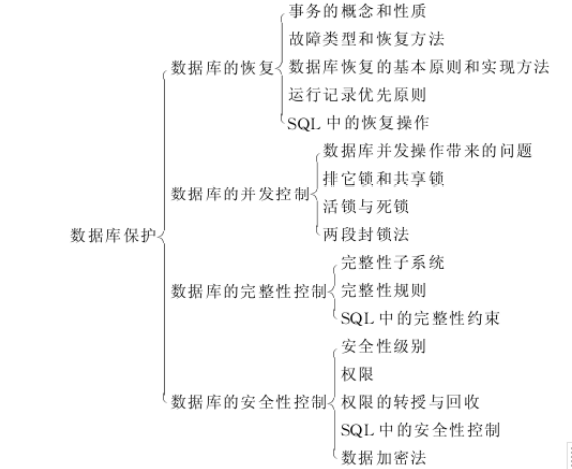 事务的概念和性质
故障类型和恢复方法
数据库的恢复
数据库恢复的基本原则和实现方法
运行记录优先原则
SQL 中的恢复操作
数据库并发操作带来的问题
排它锁和共享锁
数据库的并发控制
活锁与死锁
两段封锁法
数据库保护
完整性子系统
数据库的完整性控制
完整性规则
SQL 中的完整性约束
安全性级别
权限
数据库的安全性控制
权限的转授与回收
SQL 中的安全性控制
数据加密法